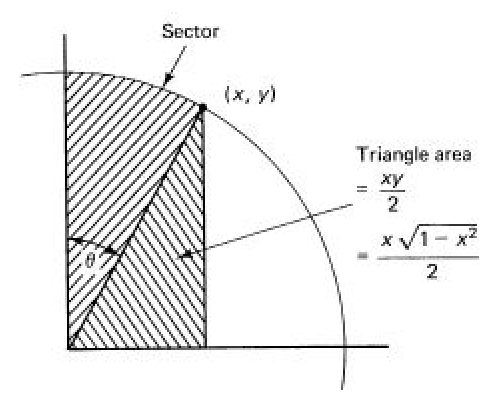 Sector
(x, y)
Triangle area
= xy/2
= x √1 − x²/2
θ